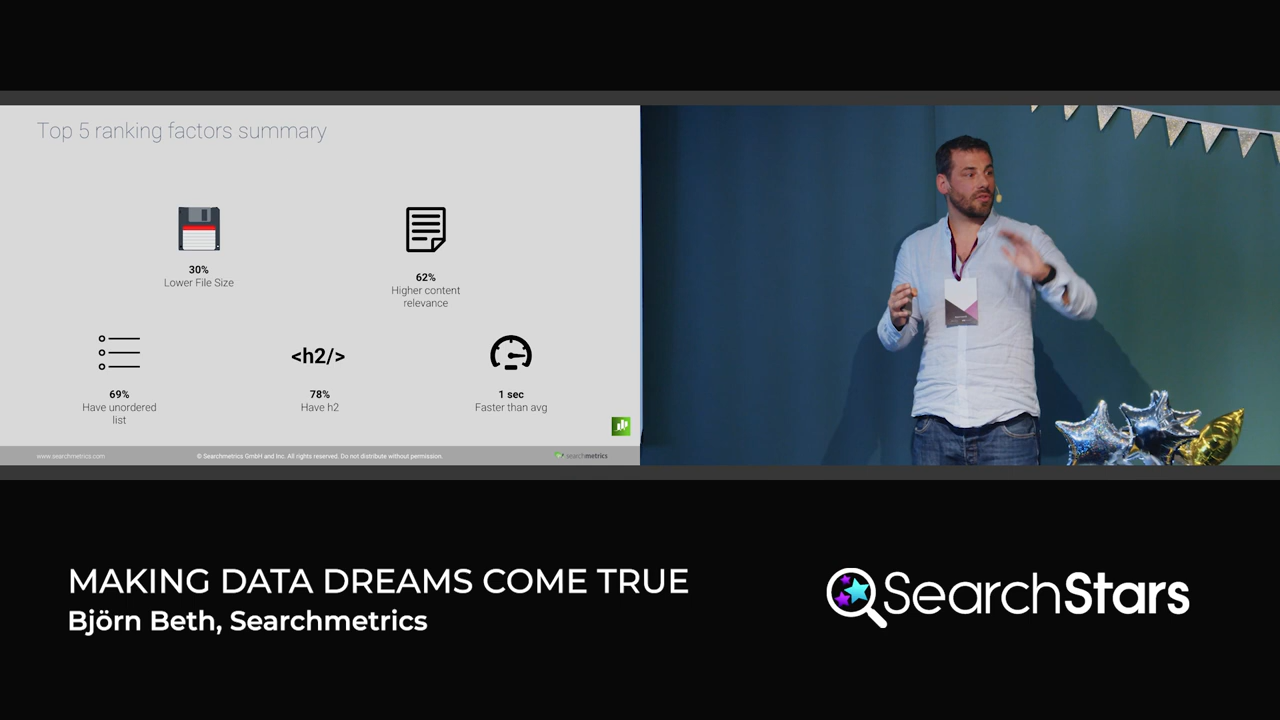 Top 5 ranking factors summary
30%
Lower File Size
62%
Higher content
relevance
69%
Have unordered
list
<h2/>
78%
Have h2
1 sec
Faster than avg
www.searchmetrics.com
© Searchmetrics GmbH and Inc. All rights reserved. Do not distribute without permission.
searchmetrics
MAKING DATA DREAMS COME TRUE
Björn Beth, Searchmetrics
SearchStars